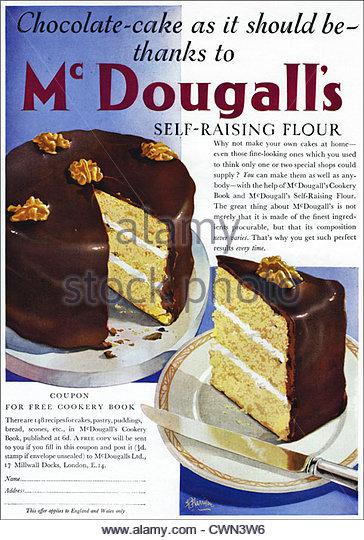 Chocolate-cake as it should be-
thanks to
McDougall's
SELF-RAISING FLOUR
Why not make your own cakes at home—
even those fine-looking ones which you used
to think only one or two special shops could
supply? You can make them as well as any-
body—with the help of McDougall's Cookery
Book and McDougall's Self-Raising Flour.
The great thing about McDougall's is not
merely that it is made of the finest ingredi-
ents procurable, but that its composition
never varies. That's why you get such perfect
results every time.
alamy
stock photo
COUPON
FOR FREE COOKERY BOOK
There are 148 recipes for cakes, pastry, puddings,
bread, scones, etc., in McDougall's Cookery
Book, published at 6d. A FREE COPY will be sent
to you if you fill in this coupon and post it (½d.
stamp if envelope unsealed) to McDougalls Ltd.,
17 Millwall Docks, London, E.14.
Name
Address
This offer applies to England and Wales only
alamy stock photo
CWN3W6
www.alamy.com